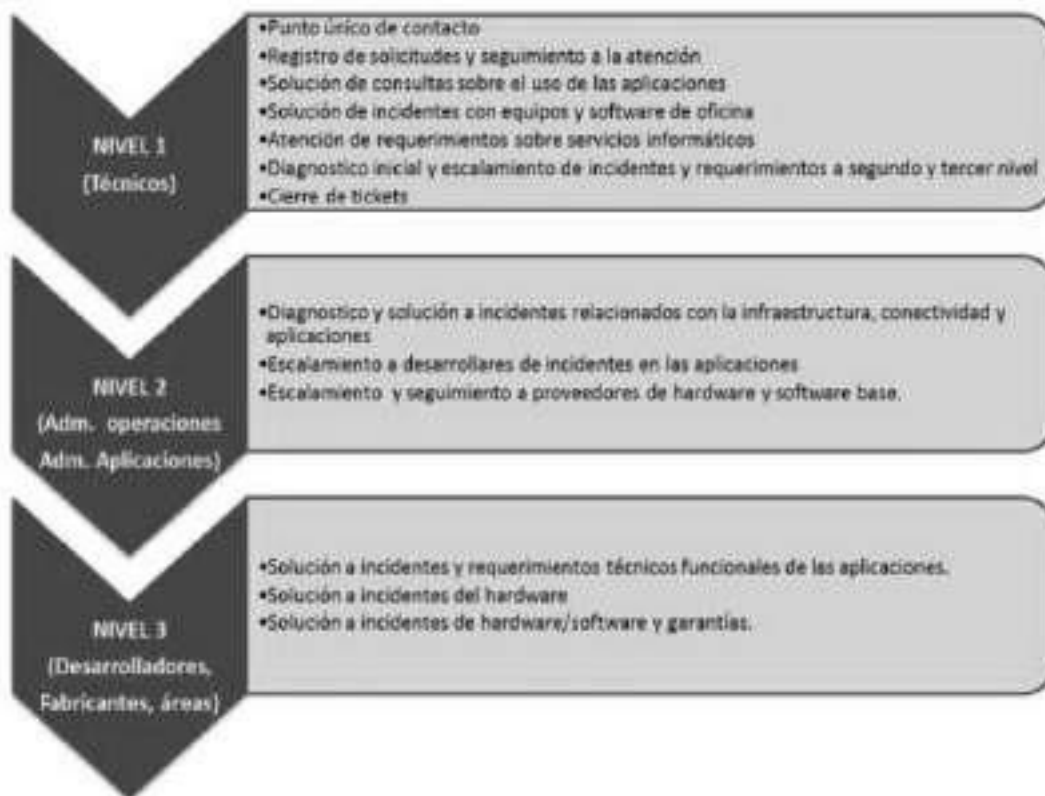 NIVEL 1
(Técnicos)
•Punto único de contacto
•Registro de solicitudes y seguimiento a la atención
•Solución de consultas sobre el uso de las aplicaciones
•Solución de incidentes con equipos y software de oficina
•Atención de requerimientos sobre servicios informáticos
•Diagnostico inicial y escalamiento de incidentes y requerimientos a segundo y tercer nivel
•Cierre de tickets
NIVEL 2
(Adm. operaciones
Adm. Aplicaciones)
•Diagnostico y solución a incidentes relacionados con la infraestructura, conectividad y
aplicaciones
•Escalamiento a desarrollares de incidentes en las aplicaciones
•Escalamiento y seguimiento a proveedores de hardware y software base.
NIVEL 3
(Desarrolladores,
Fabricantes, áreas)
•Solución a incidentes y requerimientos técnicos funcionales de las aplicaciones.
•Solución a incidentes del hardware
•Solución a incidentes de hardware/software y garantías.